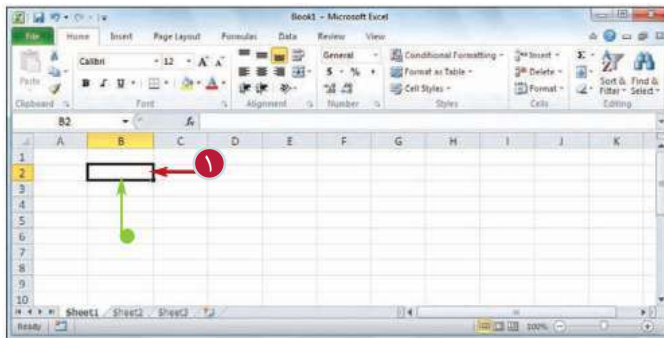 Book1 - Microsoft Excel
File Home Insert Page Layout Formulas Data Review View
Calibri 12 A A General Conditional Formatting Insert Σ
Paste B I U A $ % , Format as Table Delete Sort & Find &
Cell Styles Format Filter Select
Clipboard Font Alignment Number Styles Cells Editing
B2 fx
A B C D E F G H I J K
1
2 ١
3
4
5
6
7
8
9
10
Sheet1 Sheet2 Sheet3
Ready 100%